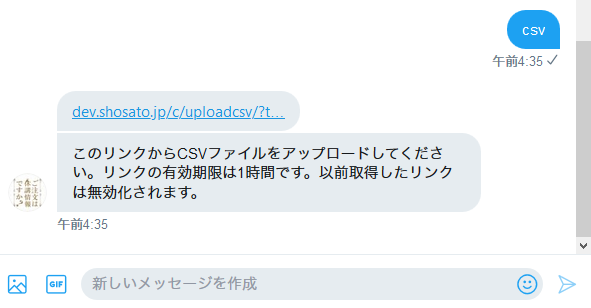 csv
午前4:35
dev.shosato.jp/c/uploadcsv/?t...
このリンクからCSVファイルをアップロードしてくださ
い。リンクの有効期限は1時間です。以前取得したリンク
は無効化されます。
午前4:35
GIF
新しいメッセージを作成